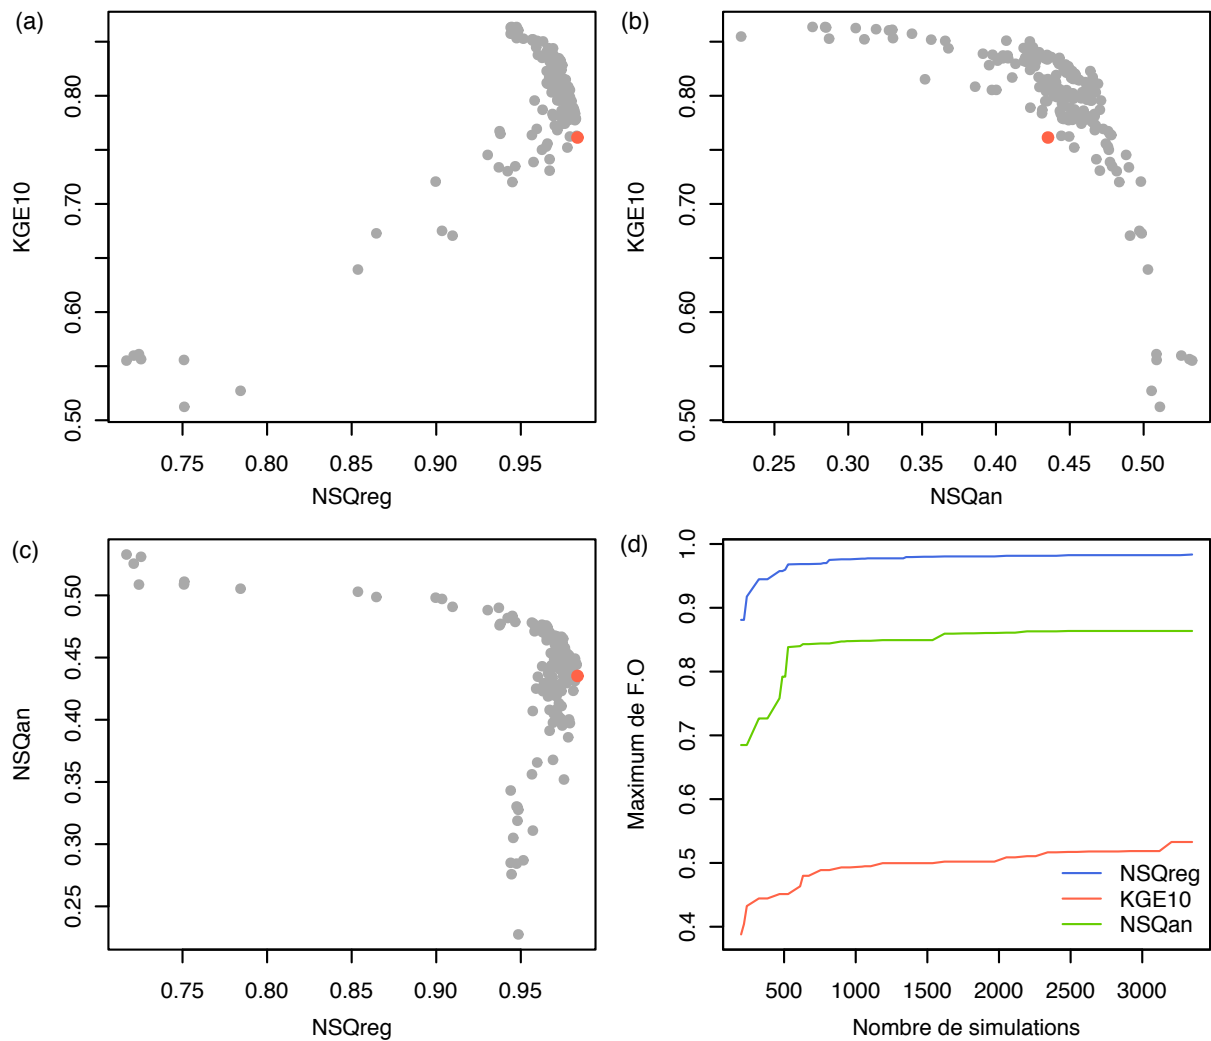 (a)
KGE10
0.50
0.60
0.70
0.80
0.75
0.80
0.85
0.90
0.95
NSQreg
(b)
KGE10
0.50
0.60
0.70
0.80
0.25
0.30
0.35
0.40
0.45
0.50
NSQan
(c)
NSQan
0.25
0.30
0.35
0.40
0.45
0.50
0.75
0.80
0.85
0.90
0.95
NSQreg
(d)
Maximum de F.O
0.4
0.5
0.6
0.7
0.8
0.9
1.0
NSQreg
KGE10
NSQan
500
1000
1500
2000
2500
3000
Nombre de simulations